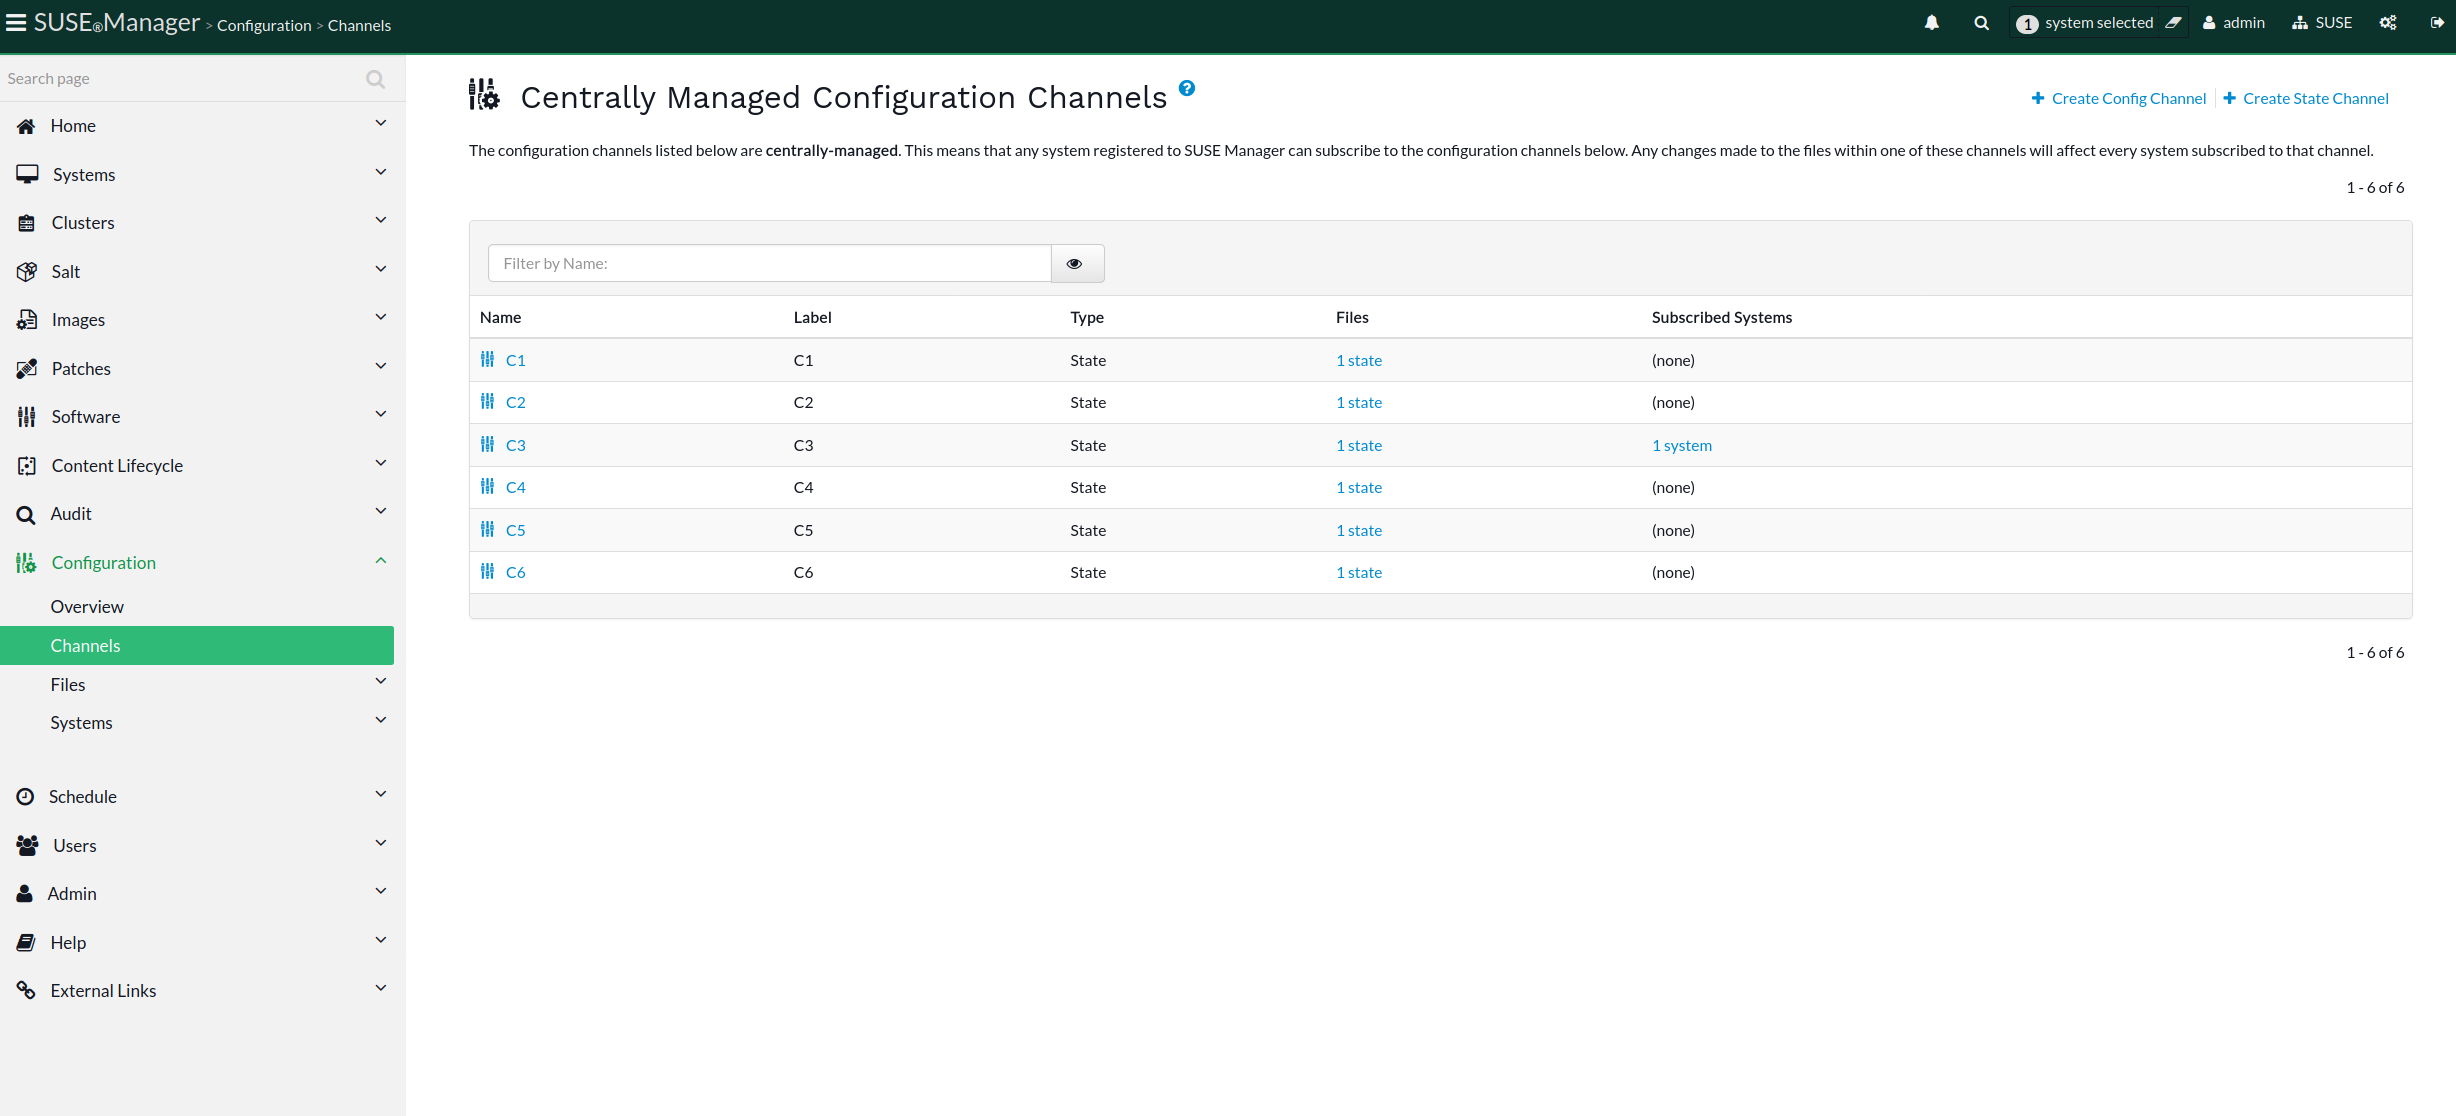 SUSE®Manager > Configuration > Channels
1 system selected admin SUSE
Search page
Home
Systems
Clusters
Salt
Images
Patches
Software
Content Lifecycle
Audit
Configuration
Overview
Channels
Files
Systems
Schedule
Users
Admin
Help
External Links
Centrally Managed Configuration Channels ?
+ Create Config Channel + Create State Channel
The configuration channels listed below are centrally-managed. This means that any system registered to SUSE Manager can subscribe to the configuration channels below. Any changes made to the files within one of these channels will affect every system subscribed to that channel.
1 - 6 of 6
Filter by Name:
Name Label Type Files Subscribed Systems
C1 C1 State 1 state (none)
C2 C2 State 1 state (none)
C3 C3 State 1 state 1 system
C4 C4 State 1 state (none)
C5 C5 State 1 state (none)
C6 C6 State 1 state (none)
1 - 6 of 6